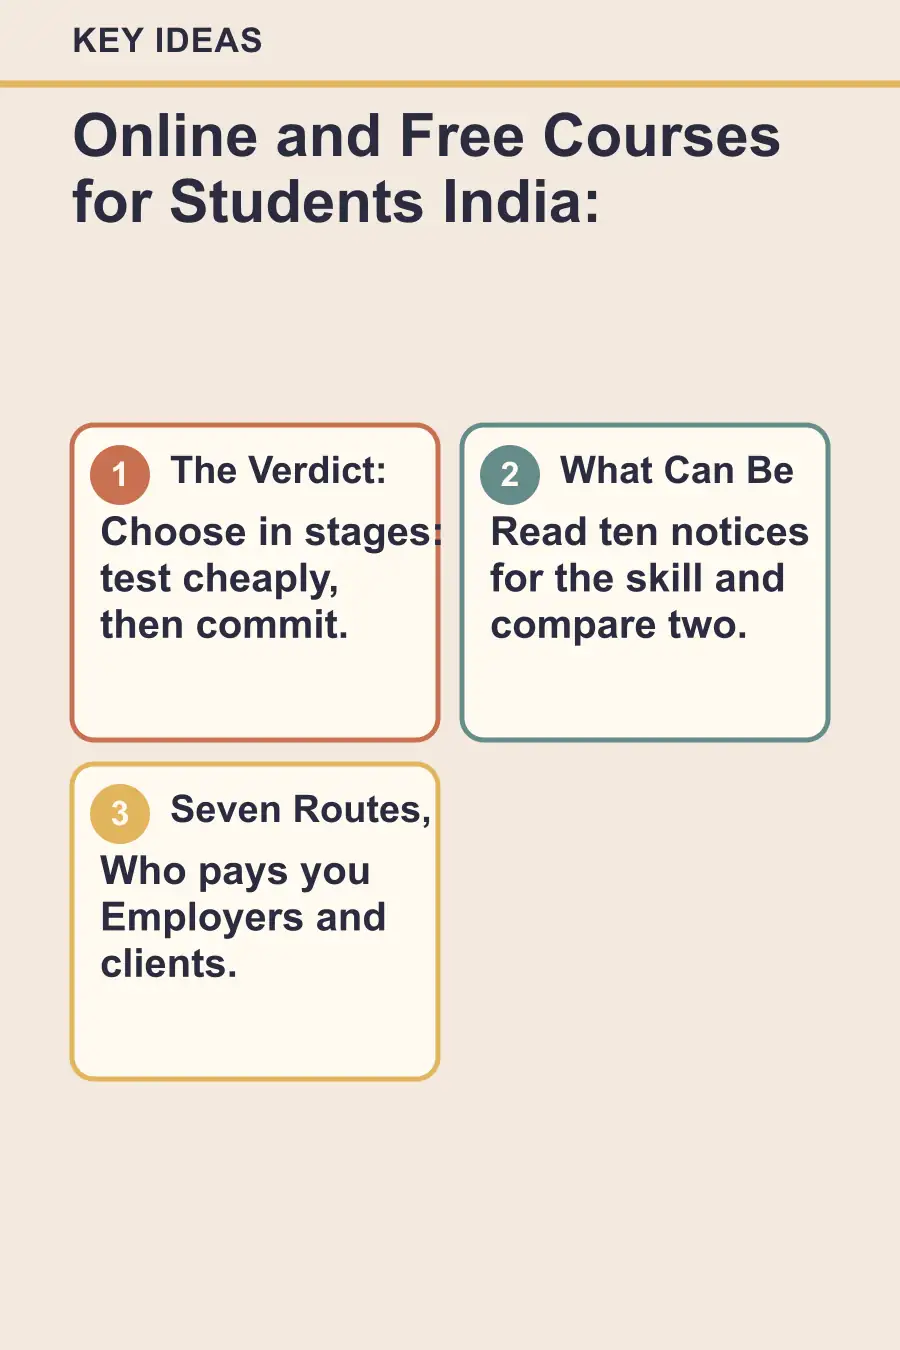 KEY IDEAS
Online and Free Courses
for Students India:
1 The Verdict:
Choose in stages:
test cheaply,
then commit.
2 What Can Be
Read ten notices
for the skill and
compare two.
3 Seven Routes,
Who pays you
Employers and
clients.